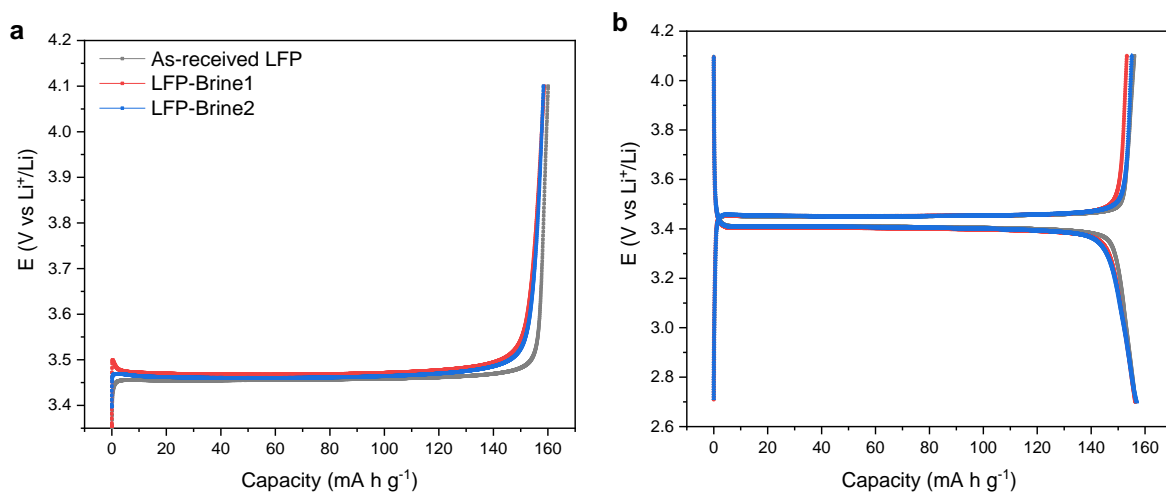 a
4.2
4.1
4.0
3.9
3.8
3.7
3.6
3.5
3.4
E (V vs Li⁺/Li)
As-received LFP
LFP-Brine1
LFP-Brine2
0 20 40 60 80 100 120 140 160
Capacity (mA h g⁻¹)
b
4.2
4.0
3.8
3.6
3.4
3.2
3.0
2.8
2.6
E (V vs Li⁺/Li)
0 20 40 60 80 100 120 140 160
Capacity (mA h g⁻¹)